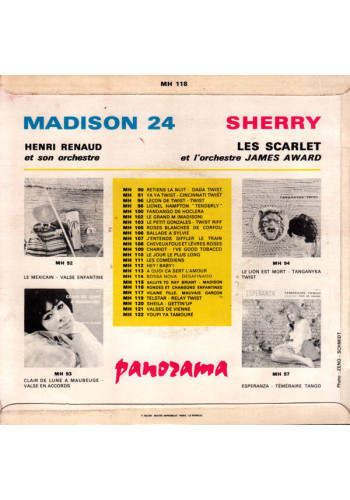 MH 118
MADISON 24
SHERRY
HENRI RENAUD
et son orchestre
LES SCARLET
et l'orchestre JAMES AWARD
MH 90 RETIENS LA NUIT - DADA TWIST
MH 91 YA YA TWIST - CINCINNATI TWIST
MH 95 LEÇON DE TWIST - TWIST
MH 98 LIONEL HAMPTON "TENDERLY"
MH 100 FANDANGO DE HOCLERA
MH 102 LE GRAND M (MADISON)
MH 103 LE PETIT GONZALES - TWIST RIFF
MH 105 ROSES BLANCHES DE CORFOU
MH 106 BALLADE A SYLVIE
MH 107 J'ENTENDS SIFFLER LE TRAIN
MH 108 CHEVEUX FOUS ET LÈVRES ROSES
MH 109 CHARIOT - I'VE GOOD TOBACCO
MH 110 LE JOUR LE PLUS LONG
MH 111 LES COMÉDIENS
MH 112 HEY! BABY!
MH 113 A QUOI ÇA SERT L'AMOUR
MH 114 BOSSA NOVA - DESAFINADO
MH 115 SALUTE TO RAY BRIANT - MADISON
MH 116 RONDES ET CHANSONS ENFANTINES
MH 117 VILAINE FILLE, MAUVAIS GARÇON
MH 119 TELSTAR - RELAY TWIST
MH 120 SHEILA - GETTIN'UP
MH 121 VALSES DE VIENNE
MH 122 YOUPI YA TAMOURÉ
MH 92
LE MEXICAIN - VALSE ENFANTINE
TANGANYIKA TWIST
MH 94
LE LION EST MORT - TANGANYKA TWIST
MH 93
CLAIR DE LUNE A MAUBEUGE - VALSE EN ACCORDS
ESPERANZA
MH 97
ESPERANZA - TÉMÉRAIRE TANGO
panorama
Photo : ZENO - SCHMIDT